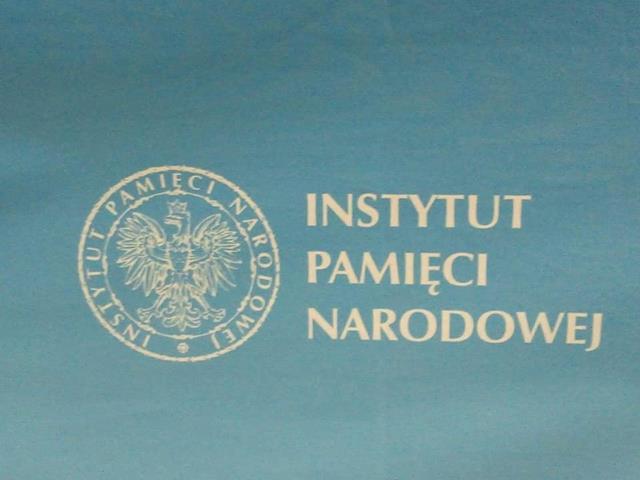 INSTYTUT PAMIĘCI NARODOWEJ
INSTYTUT
PAMIĘCI
NARODOWEJ